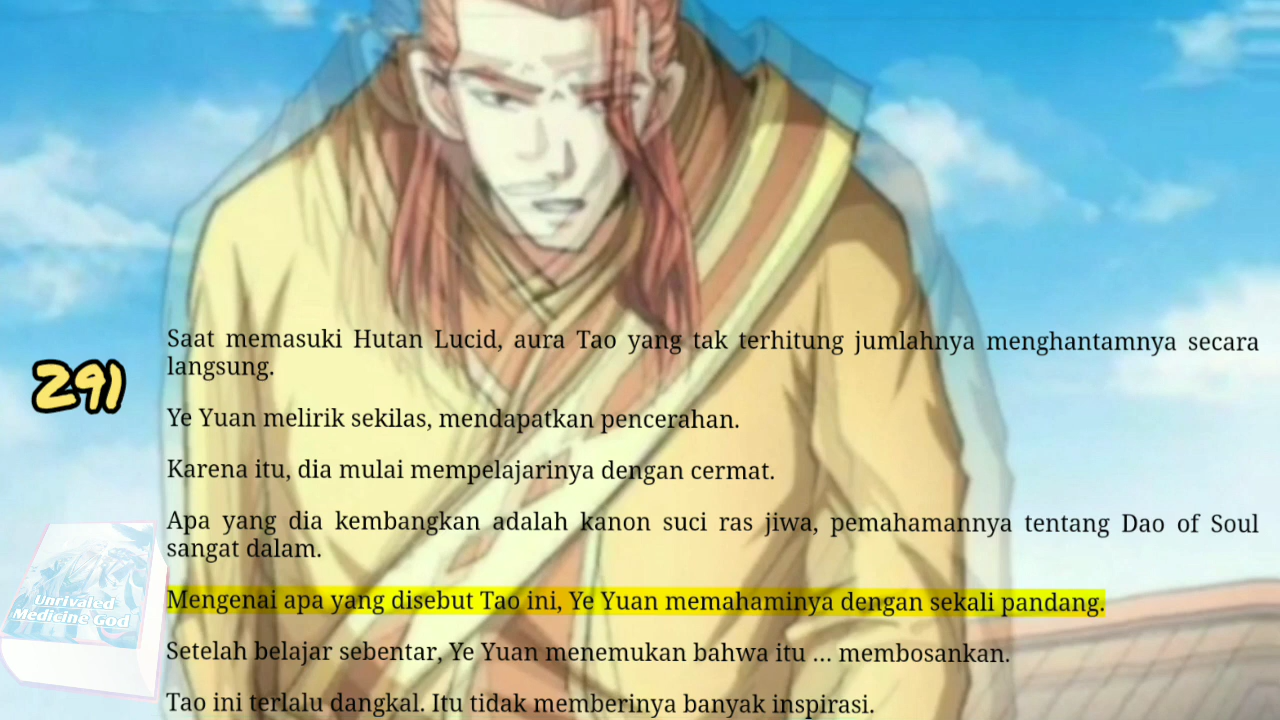 Saat memasuki Hutan Lucid, aura Tao yang tak terhitung jumlahnya menghantamnya secara
langsung.
291
Ye Yuan melirik sekilas, mendapatkan pencerahan.
Karena itu, dia mulai mempelajarinya dengan cermat.
Apa yang dia kembangkan adalah kanon suci ras jiwa, pemahamannya tentang Dao of Soul
sangat dalam.
Mengenai apa yang disebut Tao ini, Ye Yuan memahaminya dengan sekali pandang.
Unrivaled
Medicine God
Setelah belajar sebentar, Ye Yuan menemukan bahwa itu ... membosankan.
Tao ini terlalu dangkal. Itu tidak memberinya banyak inspirasi.